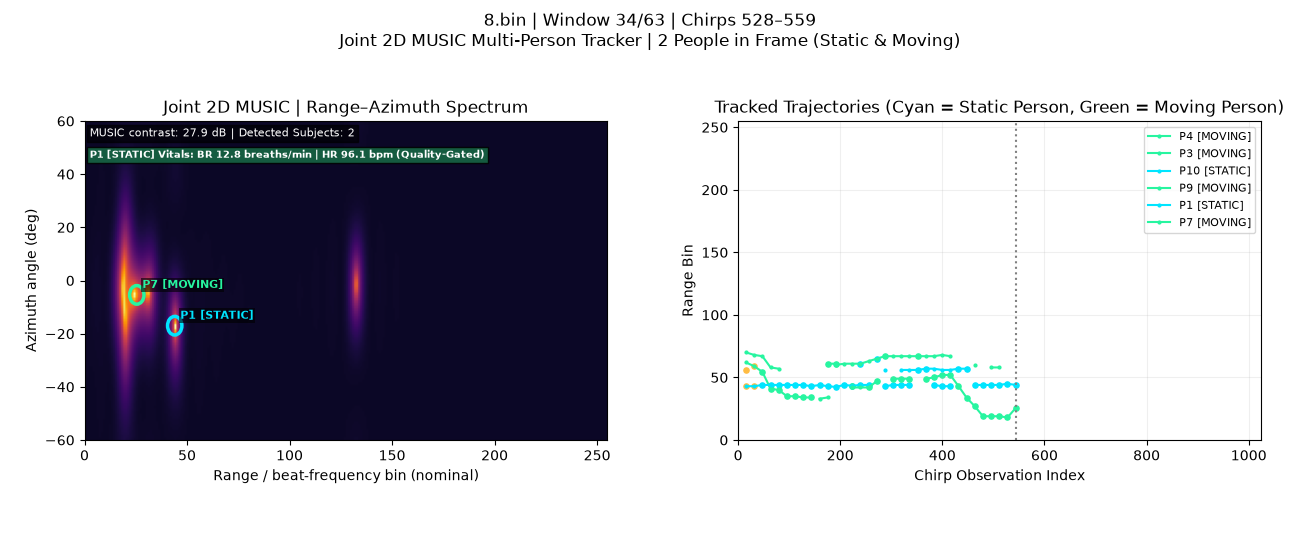 8.bin | Window 34/63 | Chirps 528–559
Joint 2D MUSIC Multi-Person Tracker | 2 People in Frame (Static & Moving)
Joint 2D MUSIC | Range–Azimuth Spectrum
MUSIC contrast: 27.9 dB | Detected Subjects: 2
P1 [STATIC] Vitals: BR 12.8 breaths/min | HR 96.1 bpm (Quality-Gated)
P7 [MOVING]
P1 [STATIC]
60
40
20
0
−20
−40
−60
Azimuth angle (deg)
0 50 100 150 200 250
Range / beat-frequency bin (nominal)
Tracked Trajectories (Cyan = Static Person, Green = Moving Person)
P4 [MOVING]
P3 [MOVING]
P10 [STATIC]
P9 [MOVING]
P1 [STATIC]
P7 [MOVING]
250
200
150
100
50
0
Range Bin
0 200 400 600 800 1000
Chirp Observation Index